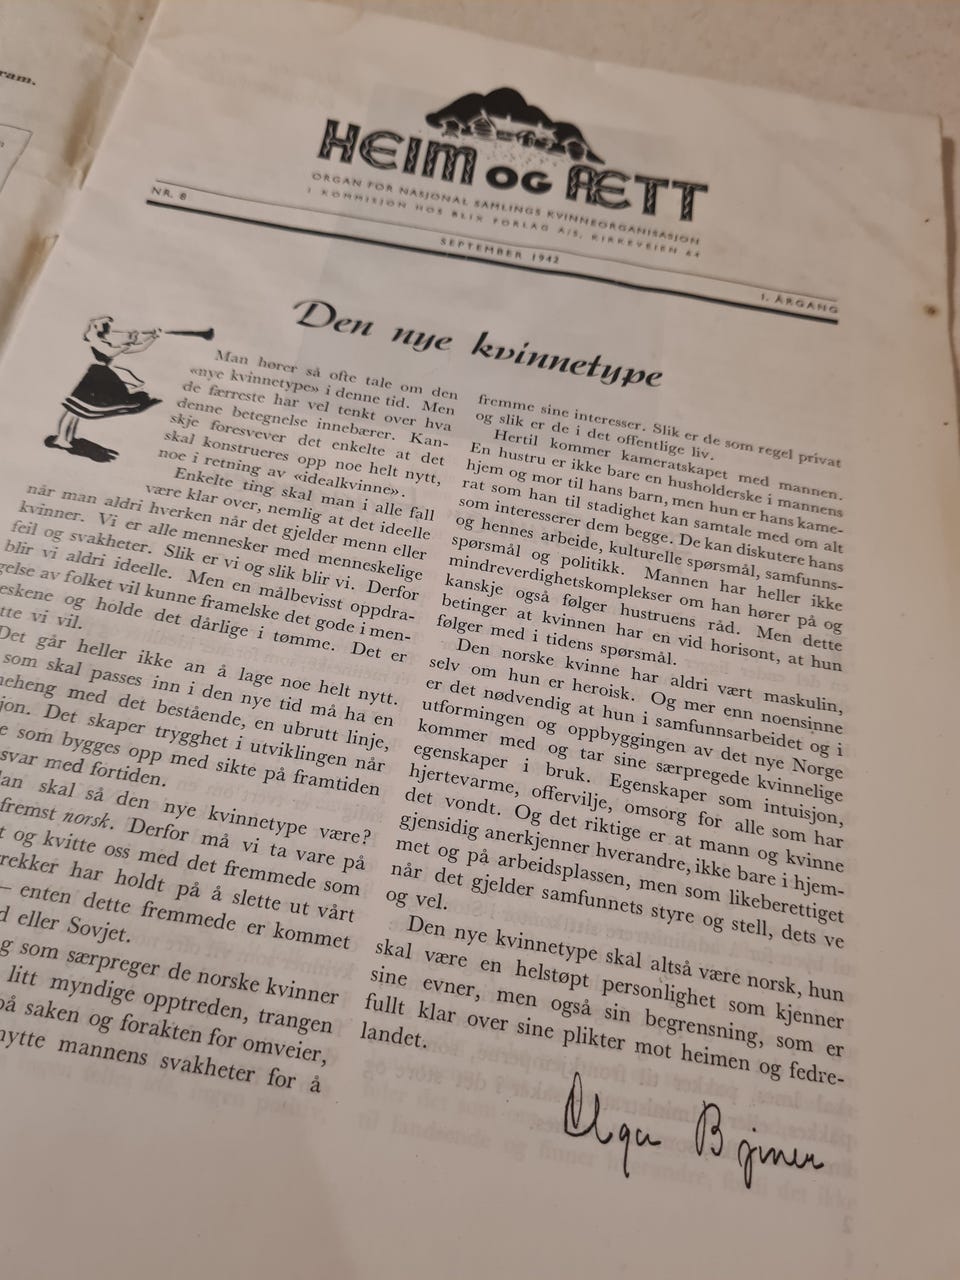 ram.
HEIM OG ÆTT
ORGAN FOR NASJONAL SAMLINGS KVINNEORGANISASJON
I KOMMISJON HOS BLIX FORLAG A/S, KIRKEVEIEN 64
NR. 8
SEPTEMBER 1942
1. ÅRGANG
Den nye kvinnetype
Man hører så ofte tale om den
«nye kvinnetype» i denne tid. Men
de færreste har vel tenkt over hva
denne betegnelse innebærer. Kan-
skje foresvever det enkelte at det
skal konstrueres opp noe helt nytt,
noe i retning av «idealkvinne».
Enkelte ting skal man i alle fall
være klar over, nemlig at det ideelle
når man aldri hverken når det gjelder menn eller
kvinner. Vi er alle mennesker med menneskelige
feil og svakheter. Slik er vi og slik blir vi. Derfor
blir vi aldri ideelle. Men en målbevisst oppdra-
gelse av folket vil kunne framelske det gode i men-
eskene og holde det dårlige i tømme. Det er
tte vi vil.
Det går heller ikke an å lage noe helt nytt.
som skal passes inn i den nye tid må ha en
neheng med det bestående, en ubrutt linje,
jon. Det skaper trygghet i utviklingen når
e som bygges opp med sikte på framtiden
svar med fortiden.
dan skal så den nye kvinnetype være?
fremst norsk. Derfor må vi ta vare på
t og kvitte oss med det fremmede som
rekker har holdt på å slette ut vårt
— enten dette fremmede er kommet
d eller Sovjet.
g som særpreger de norske kvinner
litt myndige opptreden, trangen
på saken og forakten for omveier,
nytte mannens svakheter for å
fremme sine interesser. Slik er de som regel privat
og slik er de i det offentlige liv.
Hertil kommer kameratskapet med mannen.
En hustru er ikke bare en husholderske i mannens
hjem og mor til hans barn, men hun er hans kame-
rat som han til stadighet kan samtale med om alt
som interesserer dem begge. De kan diskutere hans
og hennes arbeide, kulturelle spørsmål, samfunns-
spørsmål og politikk. Mannen har heller ikke
mindreverdighetskomplekser om han hører på og
kanskje også følger hustruens råd. Men dette
betinger at kvinnen har en vid horisont, at hun
følger med i tidens spørsmål.
Den norske kvinne har aldri vært maskulin,
selv om hun er heroisk. Og mer enn noensinne
er det nødvendig at hun i samfunnsarbeidet og i
utformingen og oppbyggingen av det nye Norge
kommer med og tar sine særpregede kvinnelige
egenskaper i bruk. Egenskaper som intuisjon,
hjertevarme, offervilje, omsorg for alle som har
det vondt. Og det riktige er at mann og kvinne
gjensidig anerkjenner hverandre, ikke bare i hjem-
met og på arbeidsplassen, men som likeberettiget
når det gjelder samfunnets styre og stell, dets ve
og vel.
Den nye kvinnetype skal altså være norsk, hun
skal være en helstøpt personlighet som kjenner
sine evner, men også sin begrensning, som er
fullt klar over sine plikter mot heimen og fedre-
landet.
Olga Bjoner